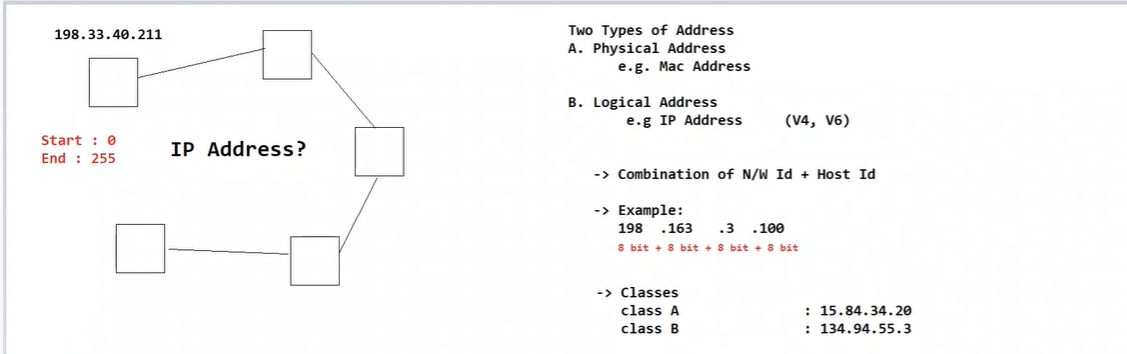 198.33.40.211
Start : 0
End : 255
IP Address?
Two Types of Address
A. Physical Address
e.g. Mac Address
B. Logical Address
e.g IP Address (V4, V6)
-> Combination of N/W Id + Host Id
-> Example:
198 .163 .3 .100
8 bit + 8 bit + 8 bit + 8 bit
-> Classes
class A : 15.84.34.20
class B : 134.94.55.3